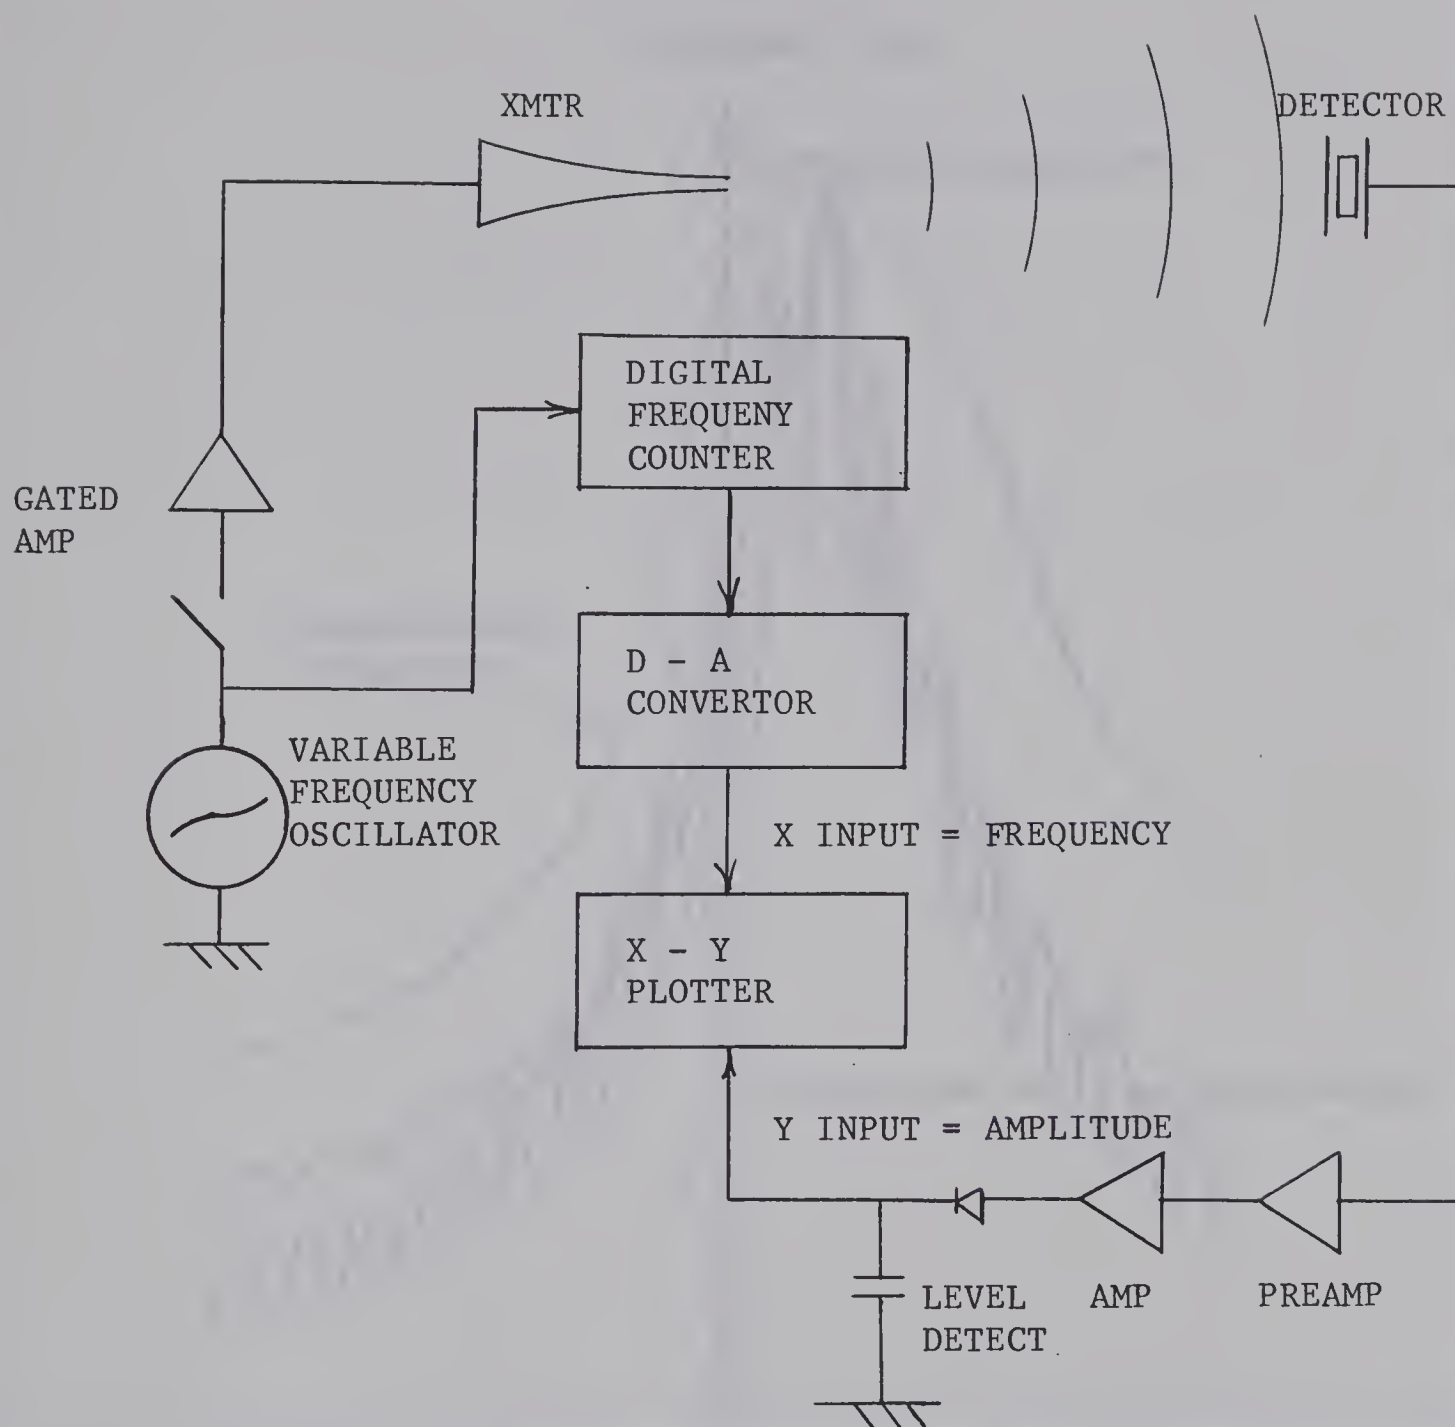 XMTR
DETECTOR
DIGITAL
FREQUENY
COUNTER
GATED
AMP
D - A
CONVERTOR
VARIABLE
FREQUENCY
OSCILLATOR
X INPUT = FREQUENCY
X - Y
PLOTTER
Y INPUT = AMPLITUDE
LEVEL
DETECT
AMP
PREAMP